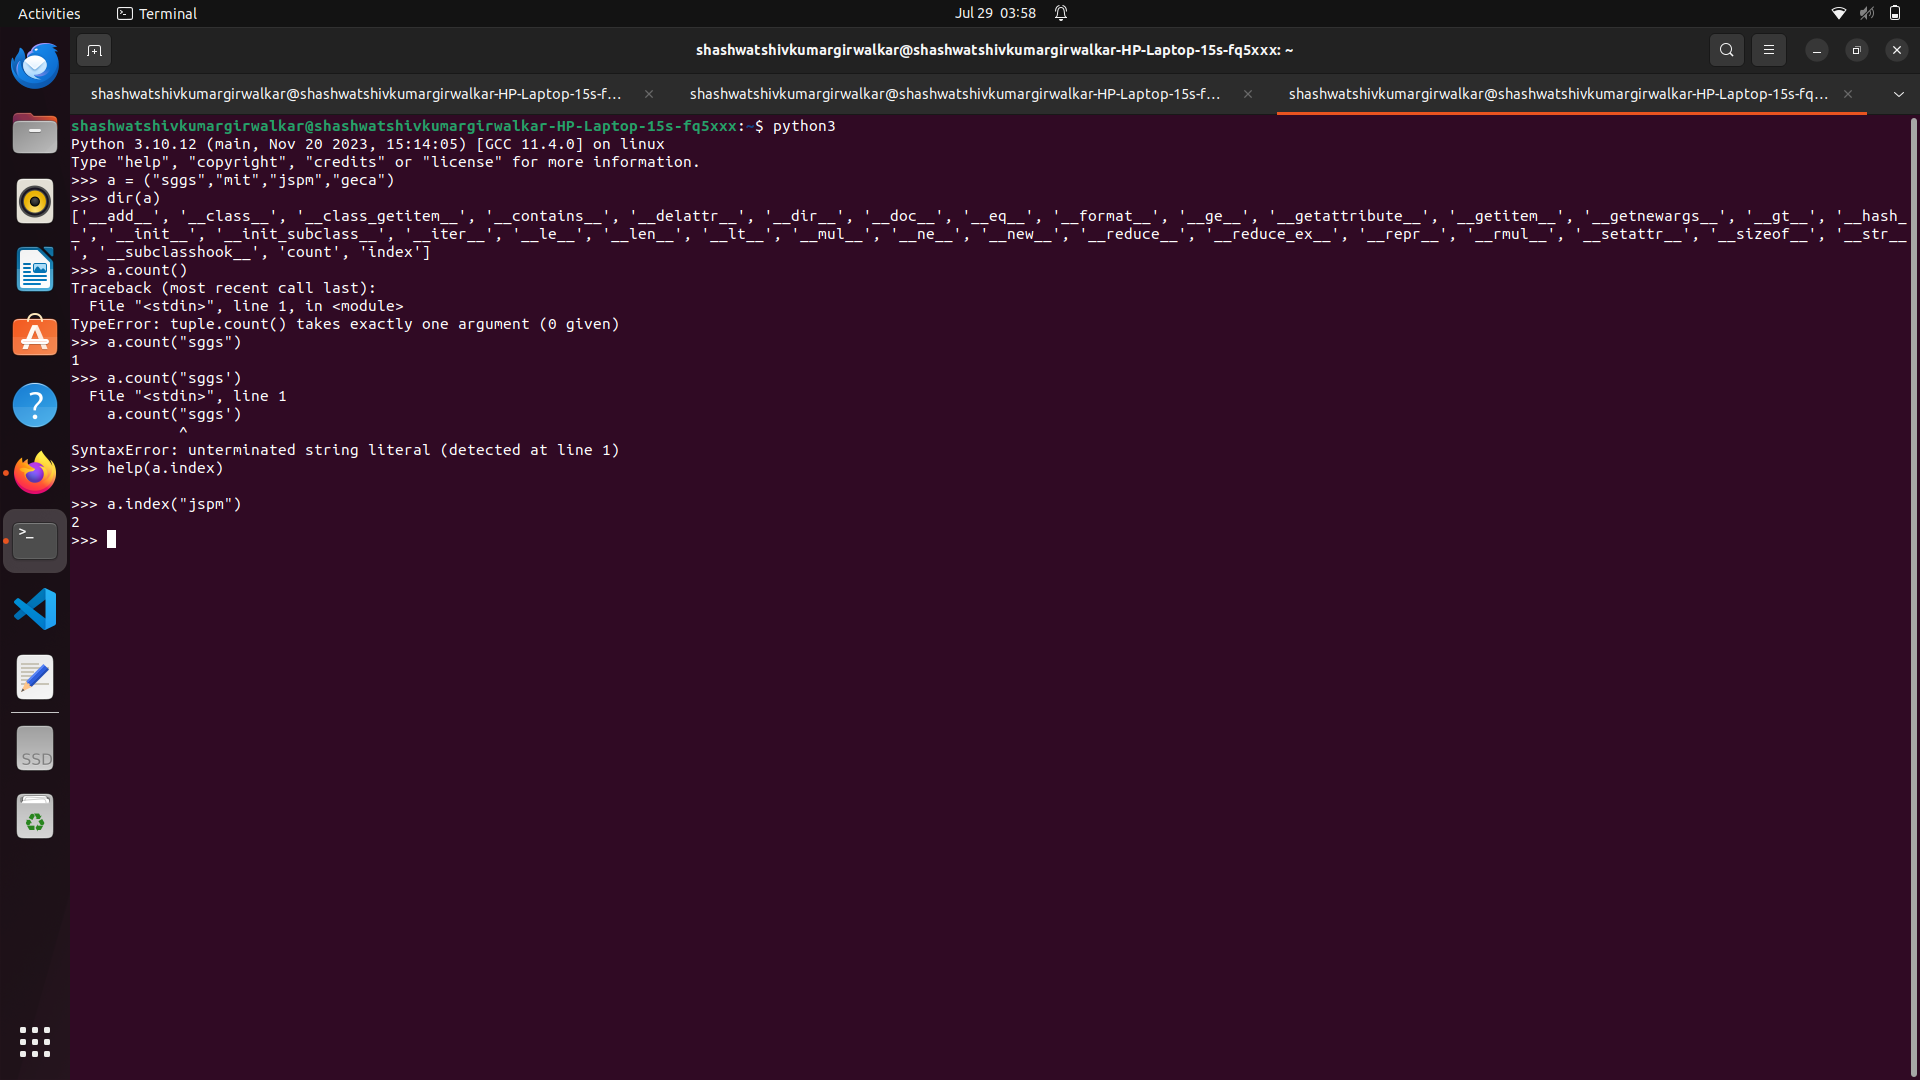 Activities
Terminal
Jul 29 03:58
shashwatshivkumargirwalkar@shashwatshivkumargirwalkar-HP-Laptop-15s-fq5xxx: ~
shashwatshivkumargirwalkar@shashwatshivkumargirwalkar-HP-Laptop-15s-f...
shashwatshivkumargirwalkar@shashwatshivkumargirwalkar-HP-Laptop-15s-f...
shashwatshivkumargirwalkar@shashwatshivkumargirwalkar-HP-Laptop-15s-fq...
shashwatshivkumargirwalkar@shashwatshivkumargirwalkar-HP-Laptop-15s-fq5xxx:~$ python3
Python 3.10.12 (main, Nov 20 2023, 15:14:05) [GCC 11.4.0] on linux
Type "help", "copyright", "credits" or "license" for more information.
>>> a = ("sggs","mit","jspm","geca")
>>> dir(a)
['__add__', '__class__', '__class_getitem__', '__contains__', '__delattr__', '__dir__', '__doc__', '__eq__', '__format__', '__ge__', '__getattribute__', '__getitem__', '__getnewargs__', '__gt__', '__hash_
_', '__init__', '__init_subclass__', '__iter__', '__le__', '__len__', '__lt__', '__mul__', '__ne__', '__new__', '__reduce__', '__reduce_ex__', '__repr__', '__rmul__', '__setattr__', '__sizeof__', '__str__
', '__subclasshook__', 'count', 'index']
>>> a.count()
Traceback (most recent call last):
  File "<stdin>", line 1, in <module>
TypeError: tuple.count() takes exactly one argument (0 given)
>>> a.count("sggs")
1
>>> a.count("sggs')
  File "<stdin>", line 1
    a.count("sggs')
            ^
SyntaxError: unterminated string literal (detected at line 1)
>>> help(a.index)
>>> a.index("jspm")
2
>>>
SSD